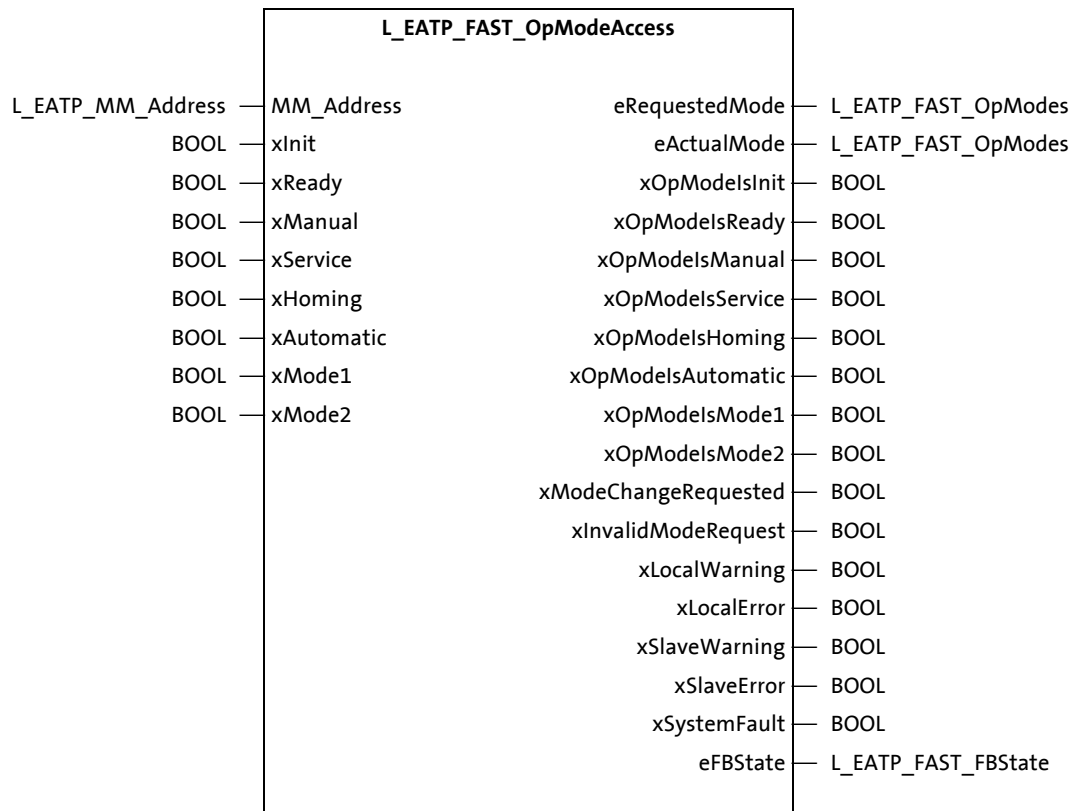 L_EATP_FAST_OpModeAccess
L_EATP_MM_Address MM_Address eRequestedMode L_EATP_FAST_OpModes
BOOL xInit eActualMode L_EATP_FAST_OpModes
BOOL xReady xOpModeIsInit BOOL
BOOL xManual xOpModeIsReady BOOL
BOOL xService xOpModeIsManual BOOL
BOOL xHoming xOpModeIsService BOOL
BOOL xAutomatic xOpModeIsHoming BOOL
BOOL xMode1 xOpModeIsAutomatic BOOL
BOOL xMode2 xOpModeIsMode1 BOOL
xOpModeIsMode2 BOOL
xModeChangeRequested BOOL
xInvalidModeRequest BOOL
xLocalWarning BOOL
xLocalError BOOL
xSlaveWarning BOOL
xSlaveError BOOL
xSystemFault BOOL
eFBState L_EATP_FAST_FBState